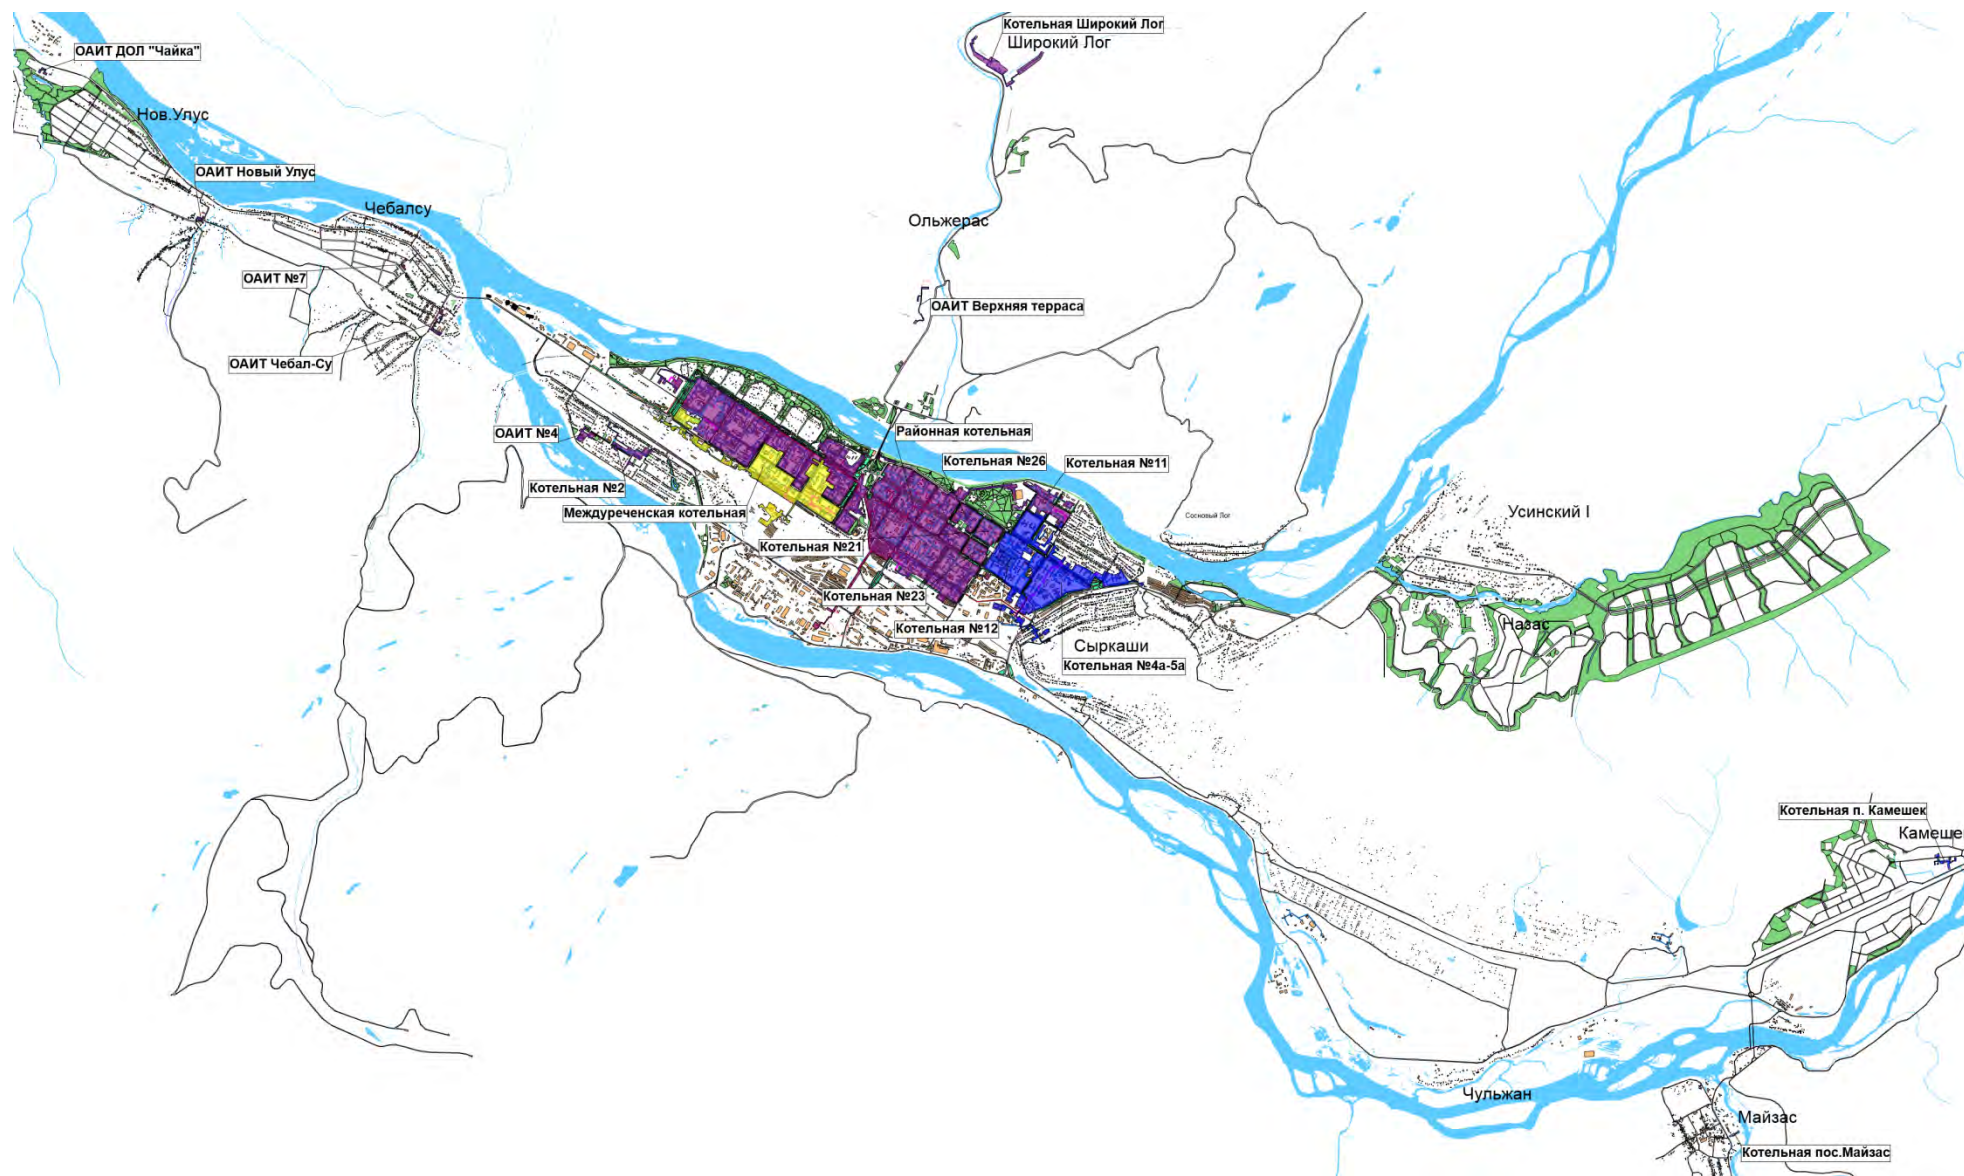 Котельная Широкий Лог
Широкий Лог
ОАИТ ДОЛ "Чайка"
Нов.Улус
ОАИТ Новый Улус
Чебалсу
Ольжерас
ОАИТ №7
ОАИТ Верхняя терраса
ОАИТ Чебал-Су
ОАИТ №4
Районная котельная
Котельная №26
Котельная №11
Котельная №2
Междуреченская котельная
Сосновый Лог
Усинский I
Котельная №21
Котельная №23
Назас
Котельная №12
Сыркаши
Котельная №4а-5а
Котельная п. Камешек
Камешек
Чульжан
Майзас
Котельная пос.Майзас